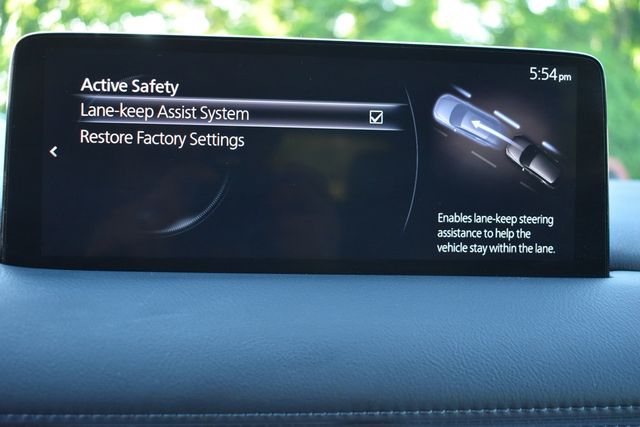 5:54pm
Active Safety
Lane-keep Assist System
Restore Factory Settings
Enables lane-keep steering
assistance to help the
vehicle stay within the lane.